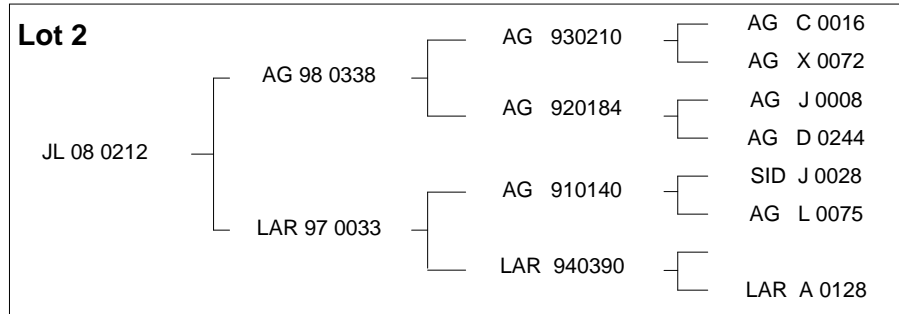 Lot 2
JL 08 0212
AG 98 0338
LAR 97 0033
AG 930210
AG 920184
AG 910140
LAR 940390
AG C 0016
AG X 0072
AG J 0008
AG D 0244
SID J 0028
AG L 0075
LAR A 0128